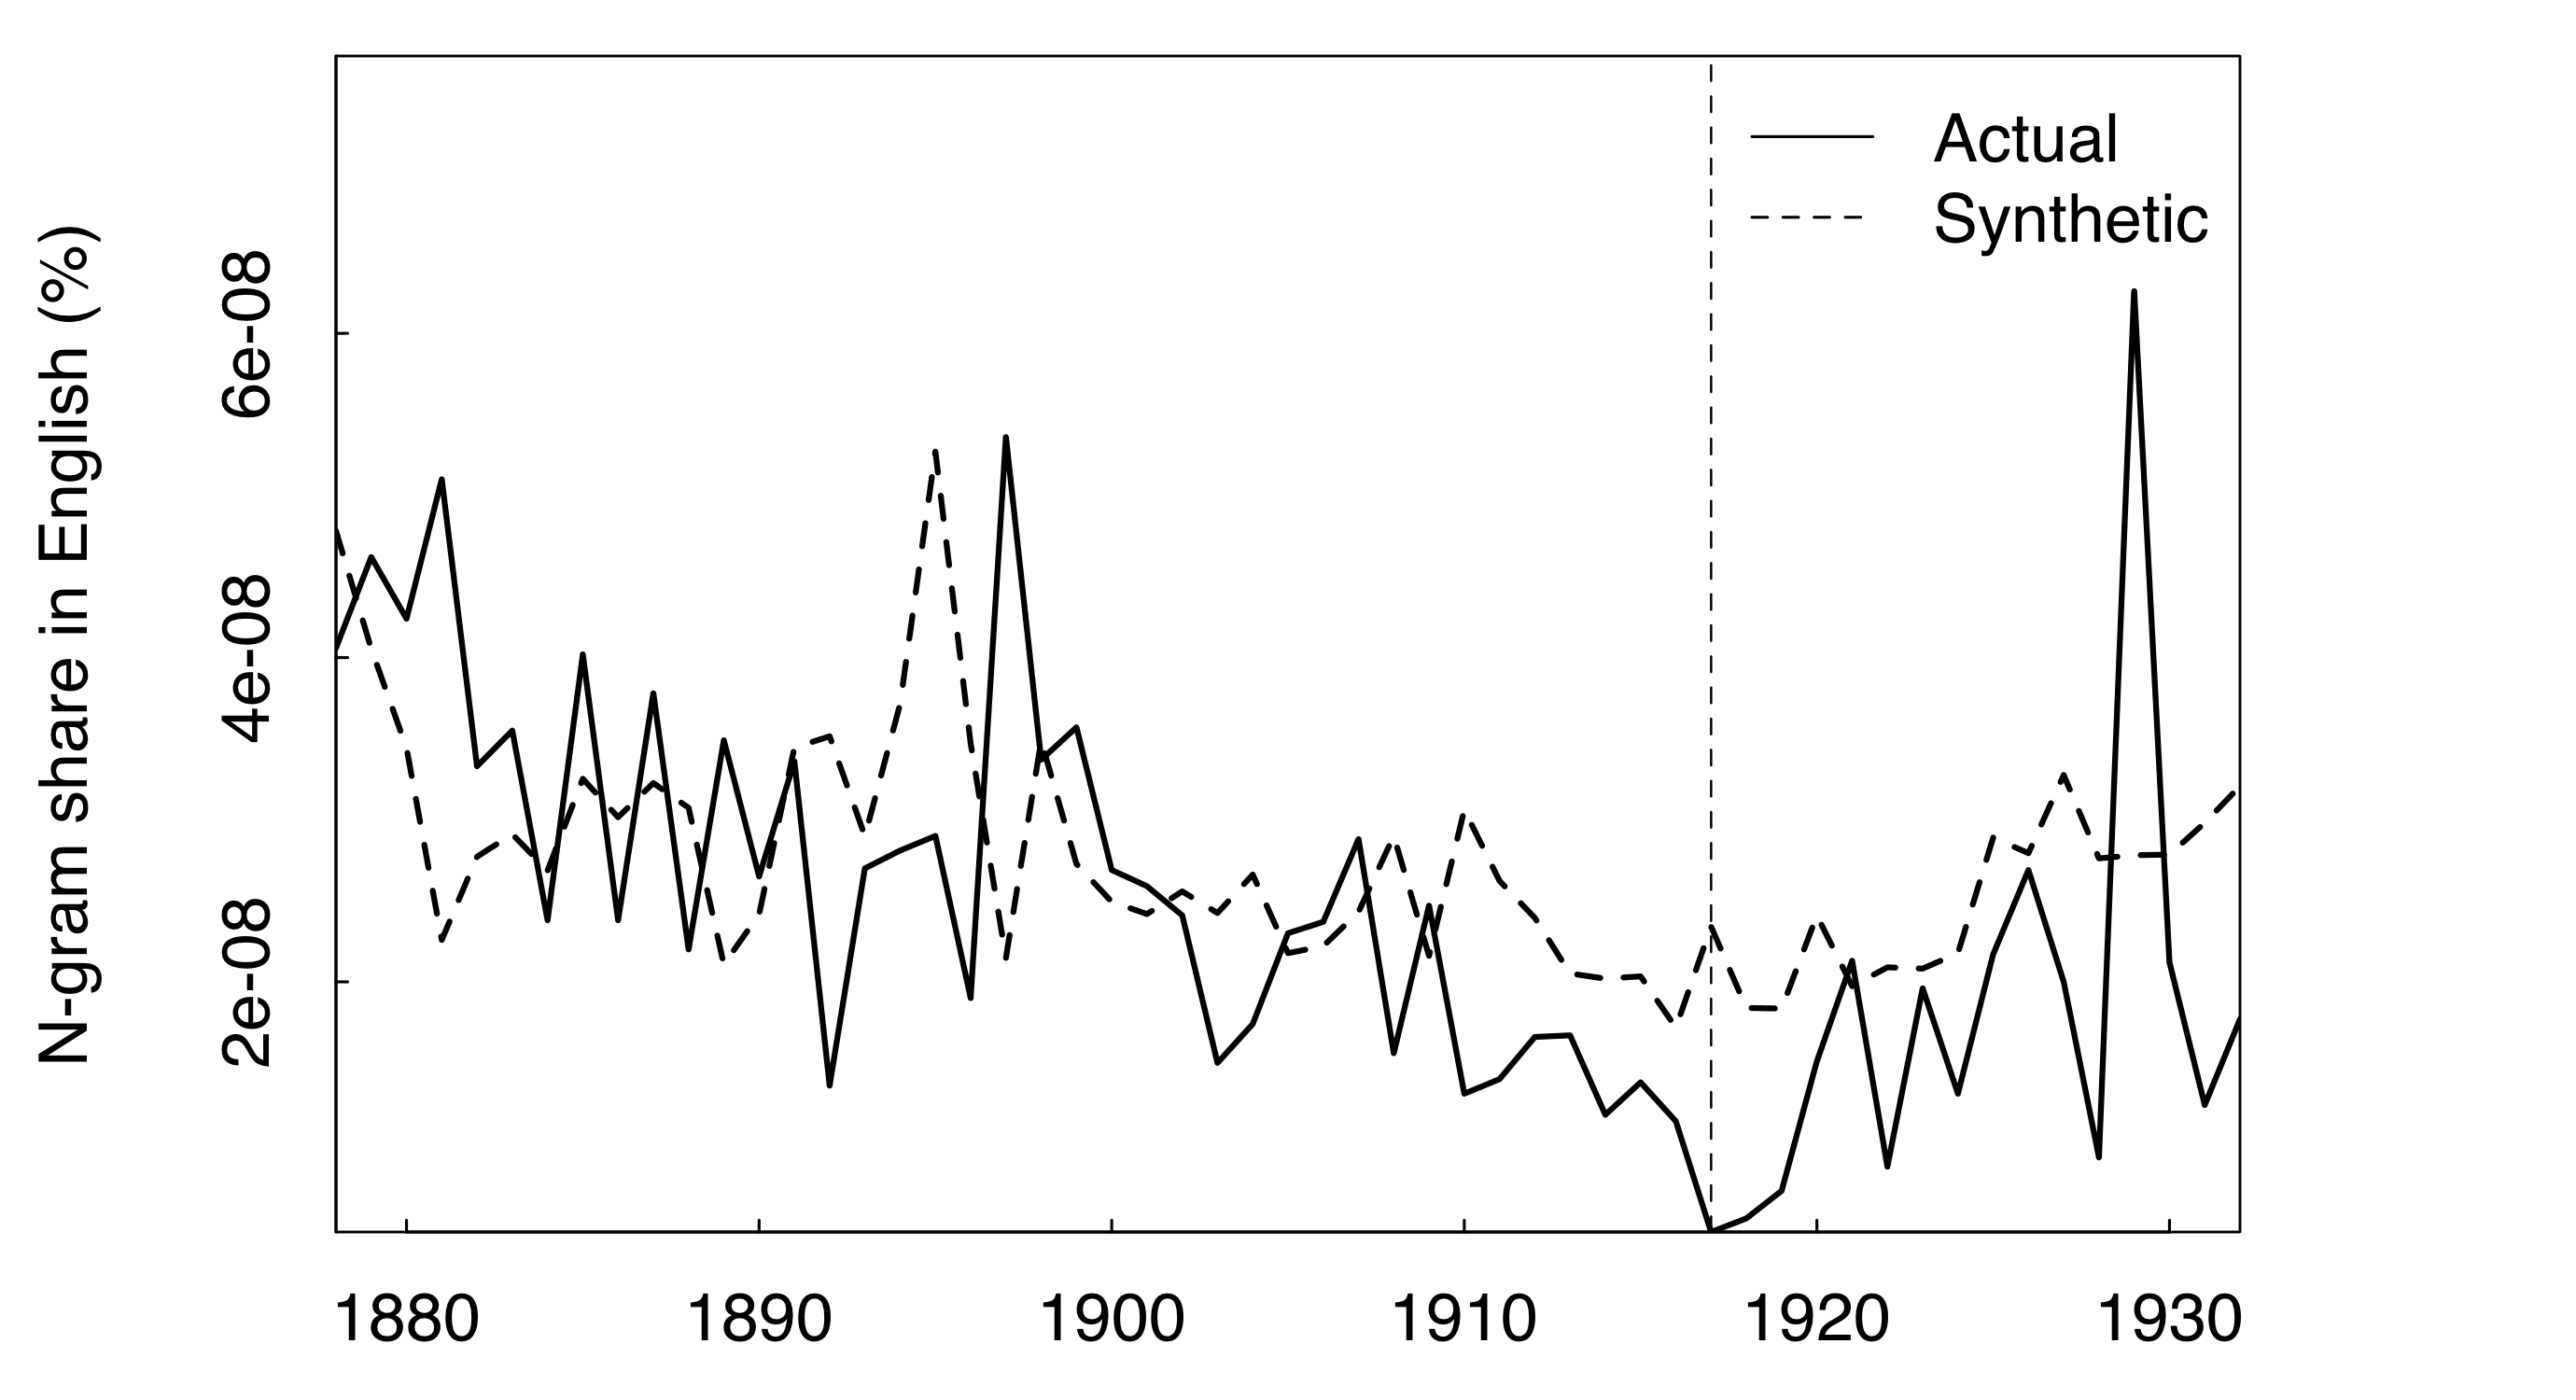 Actual
Synthetic
N-gram share in English (%)
6e-08
4e-08
2e-08
1880 1890 1900 1910 1920 1930